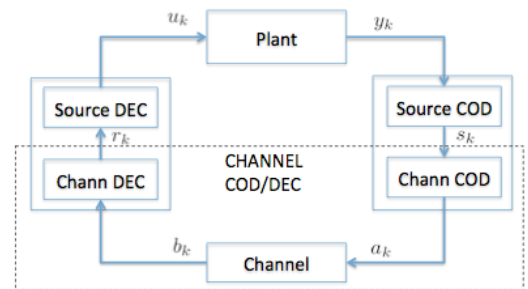 u_k
Plant
y_k
Source DEC
Source COD
r_k
s_k
CHANNEL
COD/DEC
Chann DEC
Chann COD
b_k
Channel
a_k